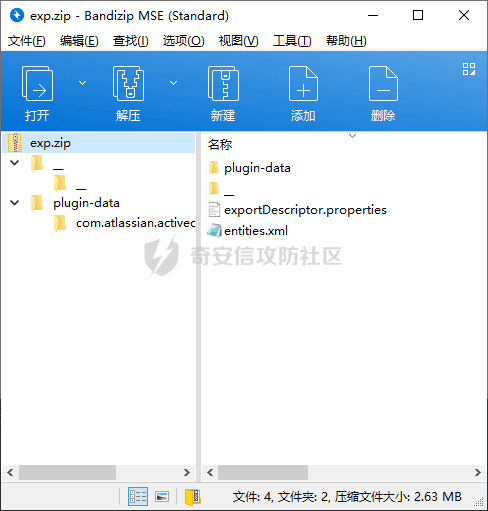 exp.zip - Bandizip MSE (Standard)
文件(F) 编辑(E) 查找(I) 选项(O) 视图(V) 工具(T) 帮助(H)
打开 解压 新建 添加 删除
exp.zip
__
__
plugin-data
com.atlassian.activec
名称
plugin-data
__
exportDescriptor.properties
entities.xml
奇安信攻防社区
文件: 4, 文件夹: 2, 压缩文件大小: 2.63 MB